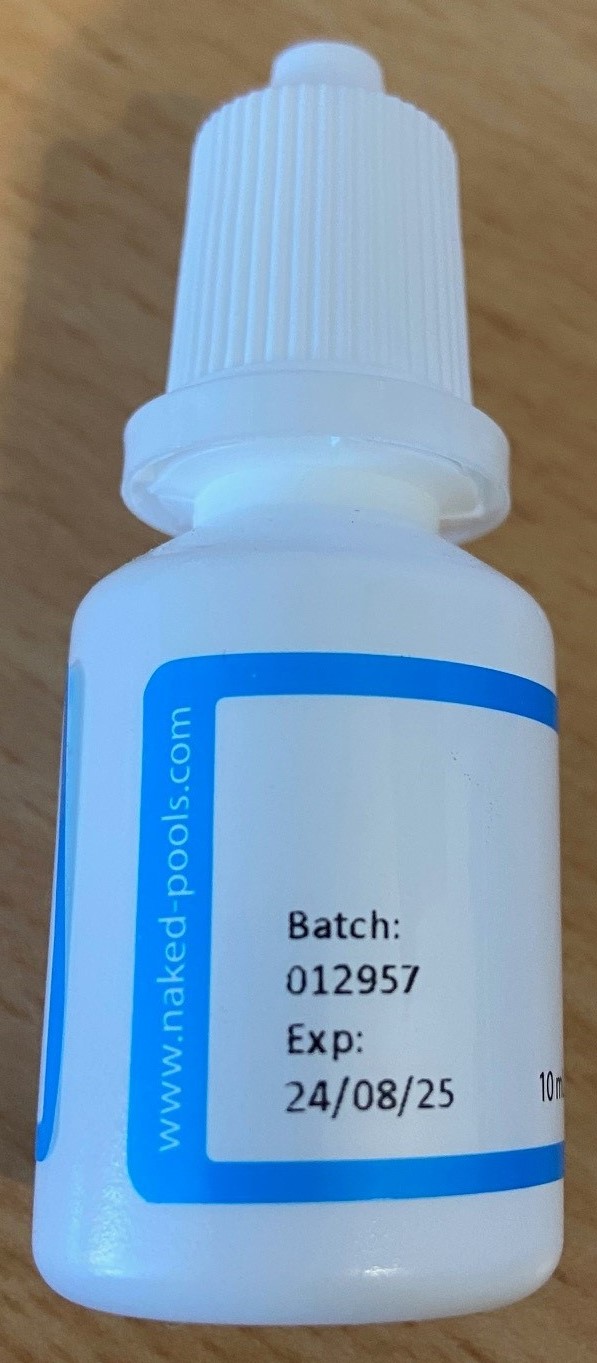 www.naked-pools.com
Batch:
012957
Exp:
24/08/25
10 m